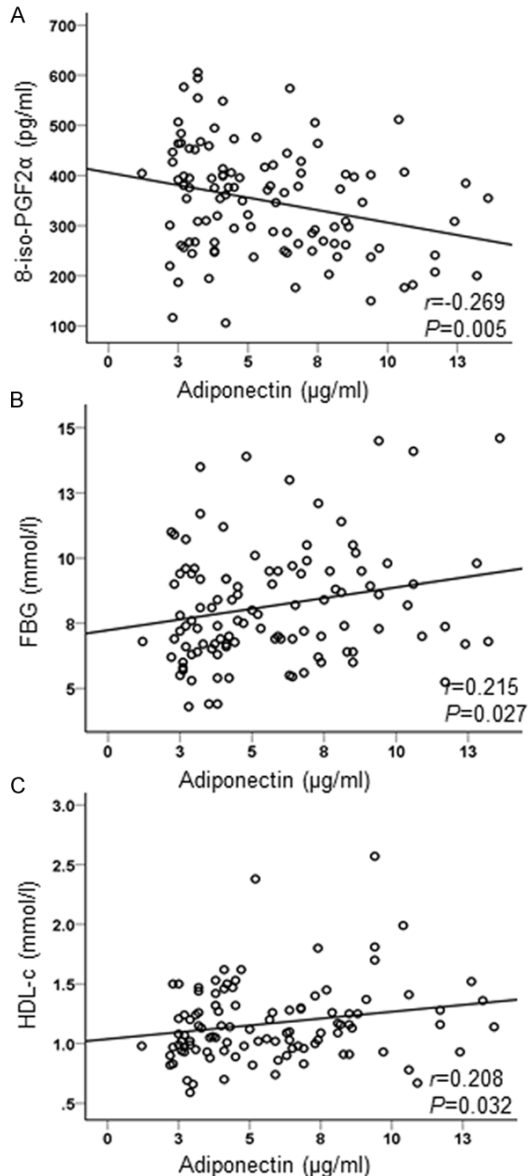 A
700
600
500
400
300
200
100
8-iso-PGF2α (pg/ml)
r=-0.269
P=0.005
0 3 5 8 10 13
Adiponectin (µg/ml)
B
15
13
10
8
5
FBG (mmol/l)
r=0.215
P=0.027
0 3 5 8 10 13
Adiponectin (µg/ml)
C
3.0
2.5
2.0
1.5
1.0
.5
HDL-c (mmol/l)
r=0.208
P=0.032
0 3 5 8 10 13
Adiponectin (µg/ml)